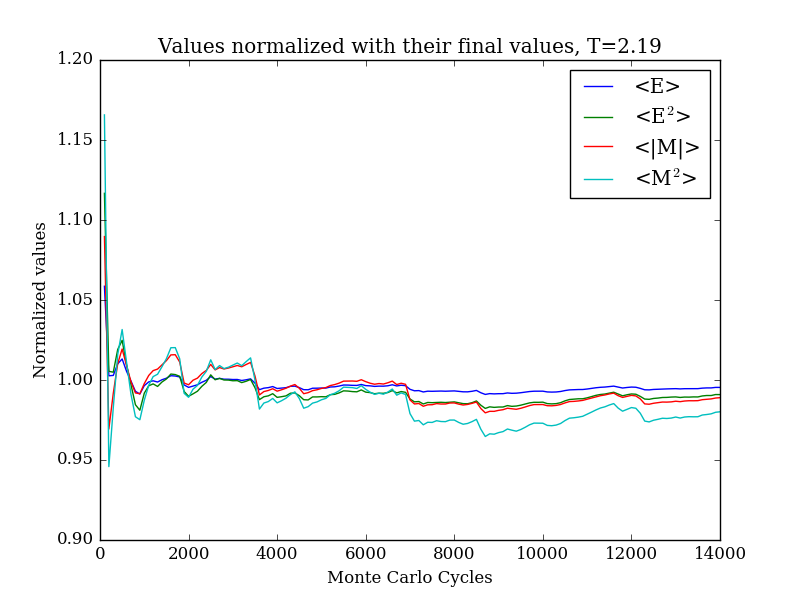 Values normalized with their final values, T=2.19
1.20
1.15
1.10
1.05
1.00
0.95
0.90
Normalized values
<E>
<E²>
<|M|>
<M²>
0 2000 4000 6000 8000 10000 12000 14000
Monte Carlo Cycles